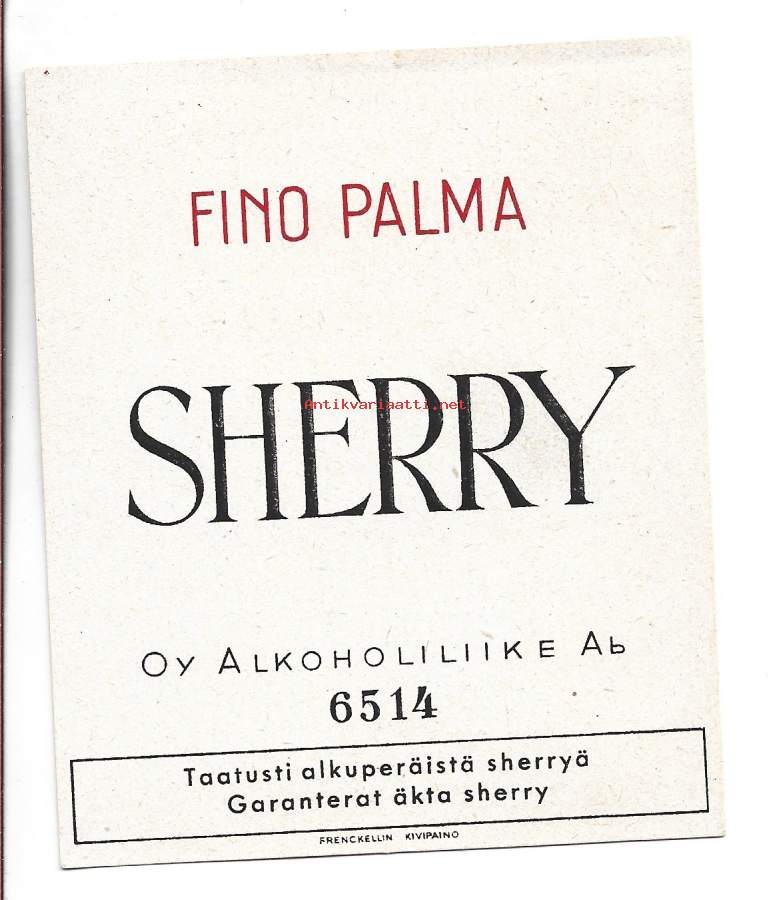 FINO PALMA
SHERRY
Antikvariaatti.net
OY ALKOHOLILIIKE AB
6514
Taatusti alkuperäistä sherryä
Garanterat äkta sherry
FRENCKELLIN KIVIPAINO